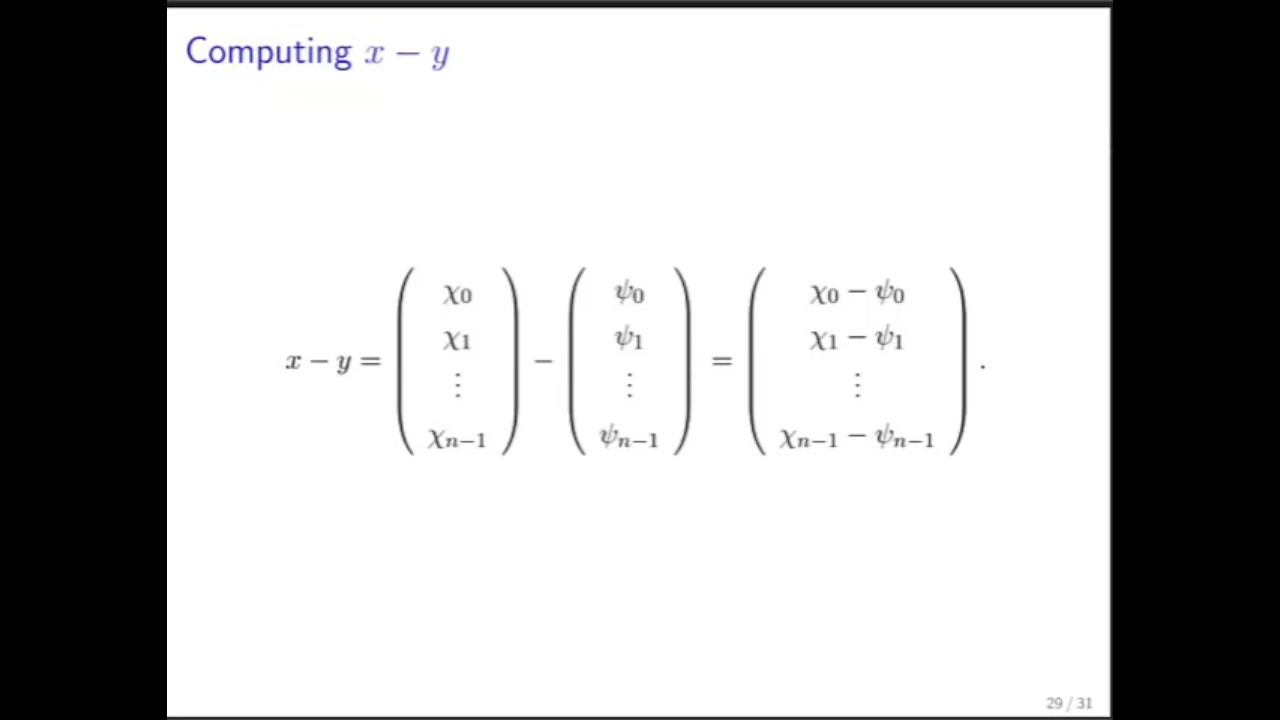 Computing x − y
x − y = ( χ0 χ1 ⋮ χn−1 ) − ( ψ0 ψ1 ⋮ ψn−1 ) = ( χ0 − ψ0 χ1 − ψ1 ⋮ χn−1 − ψn−1 ) .
29 / 31